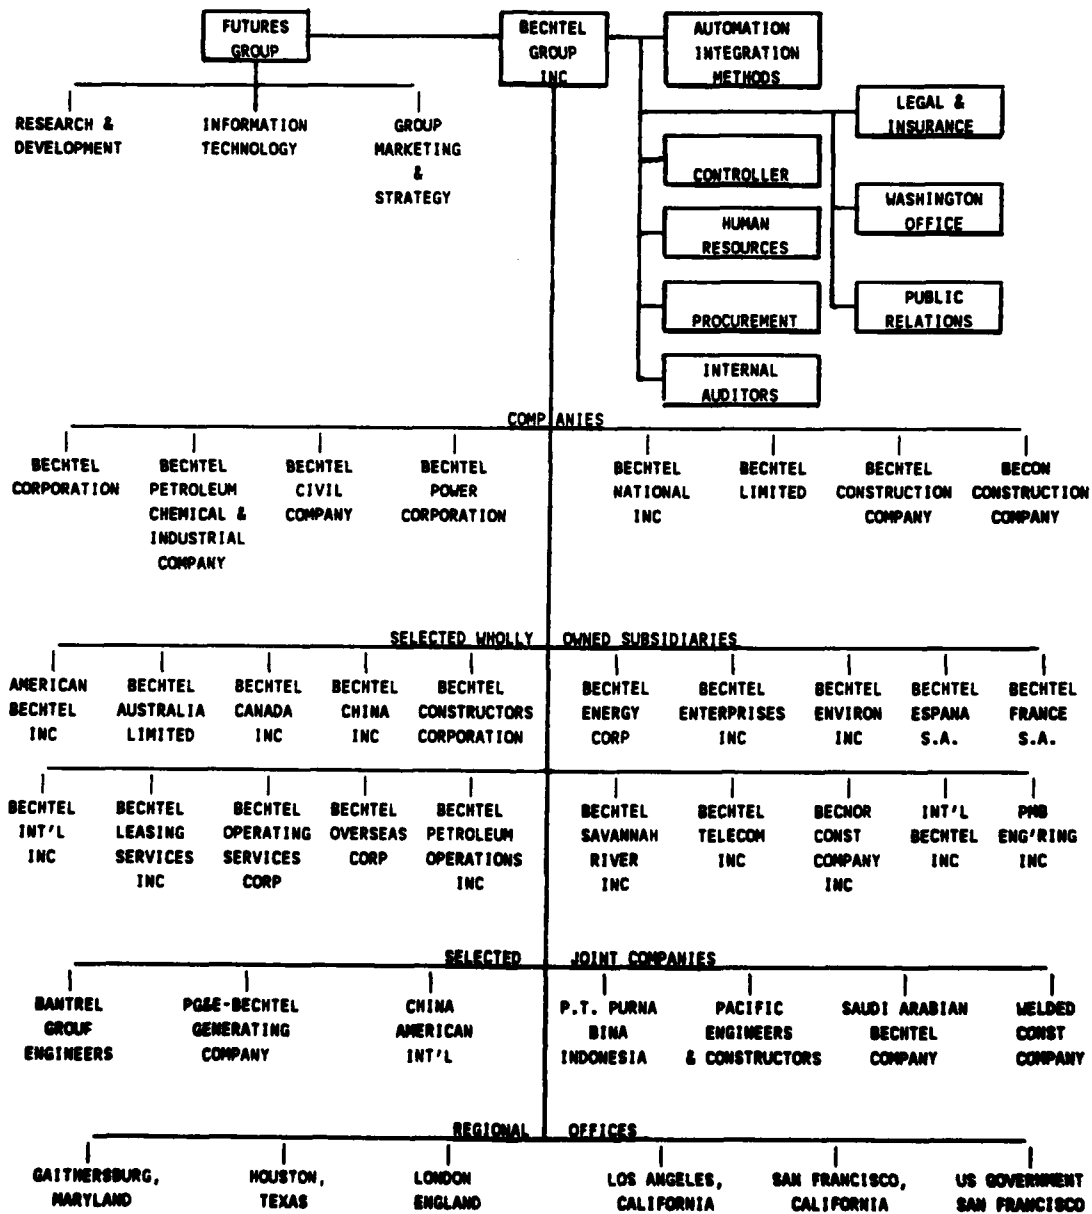 FUTURES
GROUP
BECHTEL
GROUP
INC
AUTOMATION
INTEGRATION
METHODS
LEGAL &
INSURANCE
RESEARCH &
DEVELOPMENT
INFORMATION
TECHNOLOGY
GROUP
MARKETING
&
STRATEGY
CONTROLLER
WASHINGTON
OFFICE
HUMAN
RESOURCES
PROCUREMENT
PUBLIC
RELATIONS
INTERNAL
AUDITORS
COMPANIES
BECHTEL
CORPORATION
BECHTEL
PETROLEUM
CHEMICAL &
INDUSTRIAL
COMPANY
BECHTEL
CIVIL
COMPANY
BECHTEL
POWER
CORPORATION
BECHTEL
NATIONAL
INC
BECHTEL
LIMITED
BECHTEL
CONSTRUCTION
COMPANY
BECON
CONSTRUCTION
COMPANY
SELECTED WHOLLY OWNED SUBSIDIARIES
AMERICAN
BECHTEL
INC
BECHTEL
AUSTRALIA
LIMITED
BECHTEL
CANADA
INC
BECHTEL
CHINA
INC
BECHTEL
CONSTRUCTORS
CORPORATION
BECHTEL
ENERGY
CORP
BECHTEL
ENTERPRISES
INC
BECHTEL
ENVIRON
INC
BECHTEL
ESPANA
S.A.
BECHTEL
FRANCE
S.A.
BECHTEL
INT'L
INC
BECHTEL
LEASING
SERVICES
INC
BECHTEL
OPERATING
SERVICES
CORP
BECHTEL
OVERSEAS
CORP
BECHTEL
PETROLEUM
OPERATIONS
INC
BECHTEL
SAVANNAH
RIVER
INC
BECHTEL
TELECOM
INC
BECNOR
CONST
COMPANY
INC
INT'L
BECHTEL
INC
PMB
ENG'RING
INC
SELECTED JOINT COMPANIES
BANTREL
GROUP
ENGINEERS
PG&E-BECHTEL
GENERATING
COMPANY
CHINA
AMERICAN
INT'L
P.T. PURNA
BINA
INDONESIA
PACIFIC
ENGINEERS
& CONSTRUCTORS
SAUDI ARABIAN
BECHTEL
COMPANY
WELDED
CONST
COMPANY
REGIONAL OFFICES
GAITHERSBURG,
MARYLAND
HOUSTON,
TEXAS
LONDON
ENGLAND
LOS ANGELES,
CALIFORNIA
SAN FRANCISCO,
CALIFORNIA
US GOVERNMENT
SAN FRANCISCO